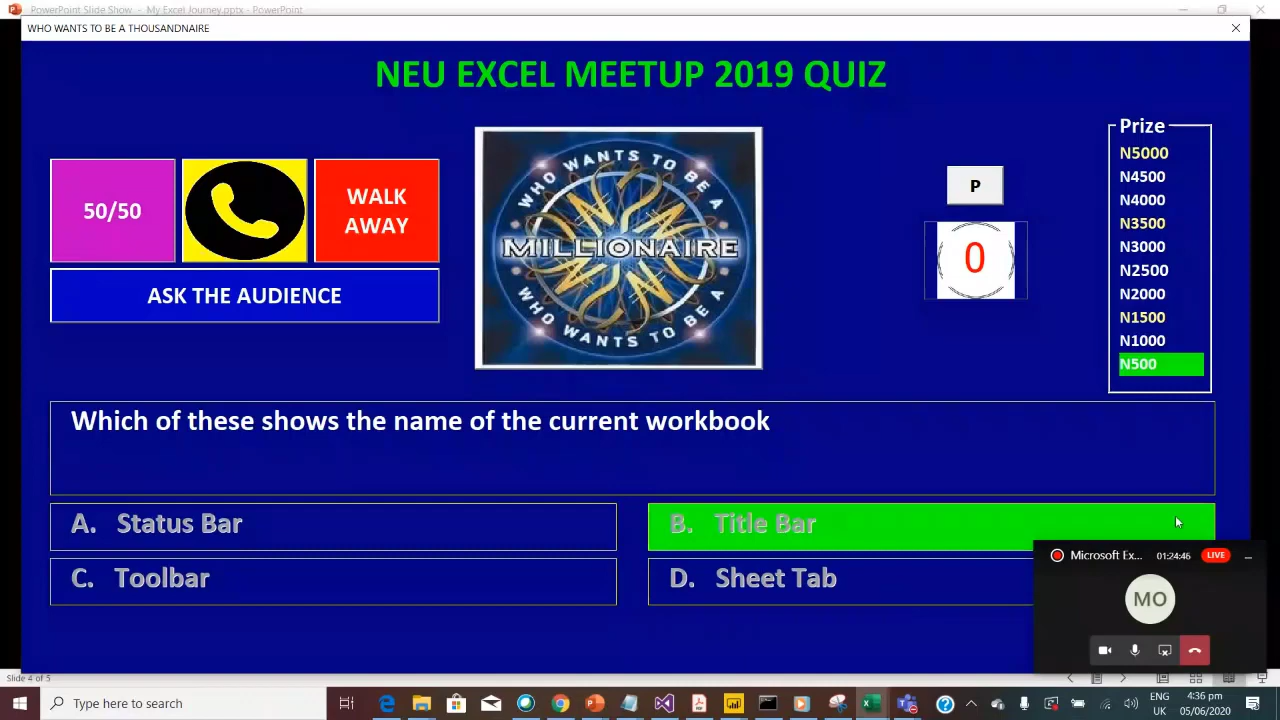 PowerPoint Slide Show - My Excel Journey.pptx - PowerPoint
WHO WANTS TO BE A THOUSANDNAIRE
NEU EXCEL MEETUP 2019 QUIZ
50/50
WALK
AWAY
ASK THE AUDIENCE
WHO WANTS TO BE A
MILLIONAIRE
WHO WANTS TO BE A
P
0
Prize
N5000
N4500
N4000
N3500
N3000
N2500
N2000
N1500
N1000
N500
Which of these shows the name of the current workbook
A. Status Bar
B. Title Bar
C. Toolbar
D. Sheet Tab
Microsoft Ex... 01:24:46 LIVE
MO
Slide 4 of 5
Type here to search
ENG
UK
4:36 pm
05/06/2020